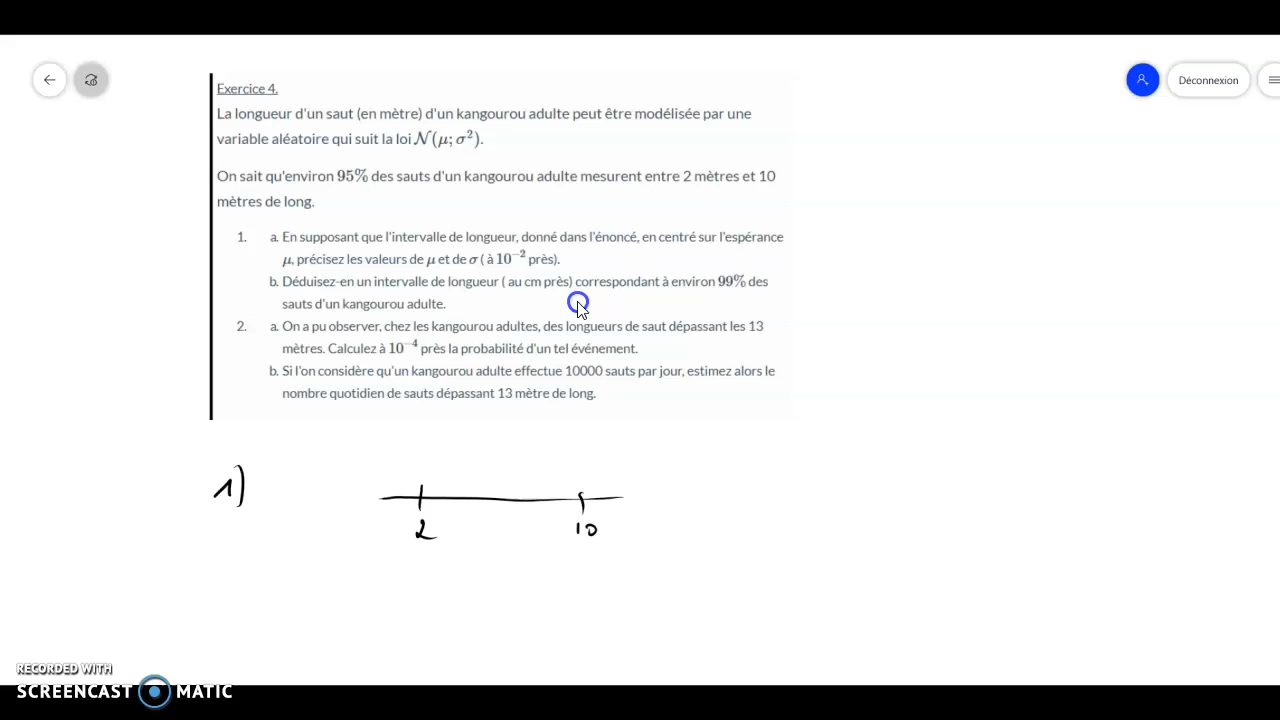 Déconnexion
Exercice 4.
La longueur d'un saut (en mètre) d'un kangourou adulte peut être modélisée par une
variable aléatoire qui suit la loi 𝒩(μ; σ²).
On sait qu'environ 95% des sauts d'un kangourou adulte mesurent entre 2 mètres et 10
mètres de long.
1. a. En supposant que l'intervalle de longueur, donné dans l'énoncé, en centré sur l'espérance
μ, précisez les valeurs de μ et de σ ( à 10⁻² près).
b. Déduisez-en un intervalle de longueur ( au cm près) correspondant à environ 99% des
sauts d'un kangourou adulte.
2. a. On a pu observer, chez les kangourou adultes, des longueurs de saut dépassant les 13
mètres. Calculez à 10⁻⁴ près la probabilité d'un tel événement.
b. Si l'on considère qu'un kangourou adulte effectue 10000 sauts par jour, estimez alors le
nombre quotidien de sauts dépassant 13 mètre de long.
1)
2 10
RECORDED WITH
SCREENCAST MATIC